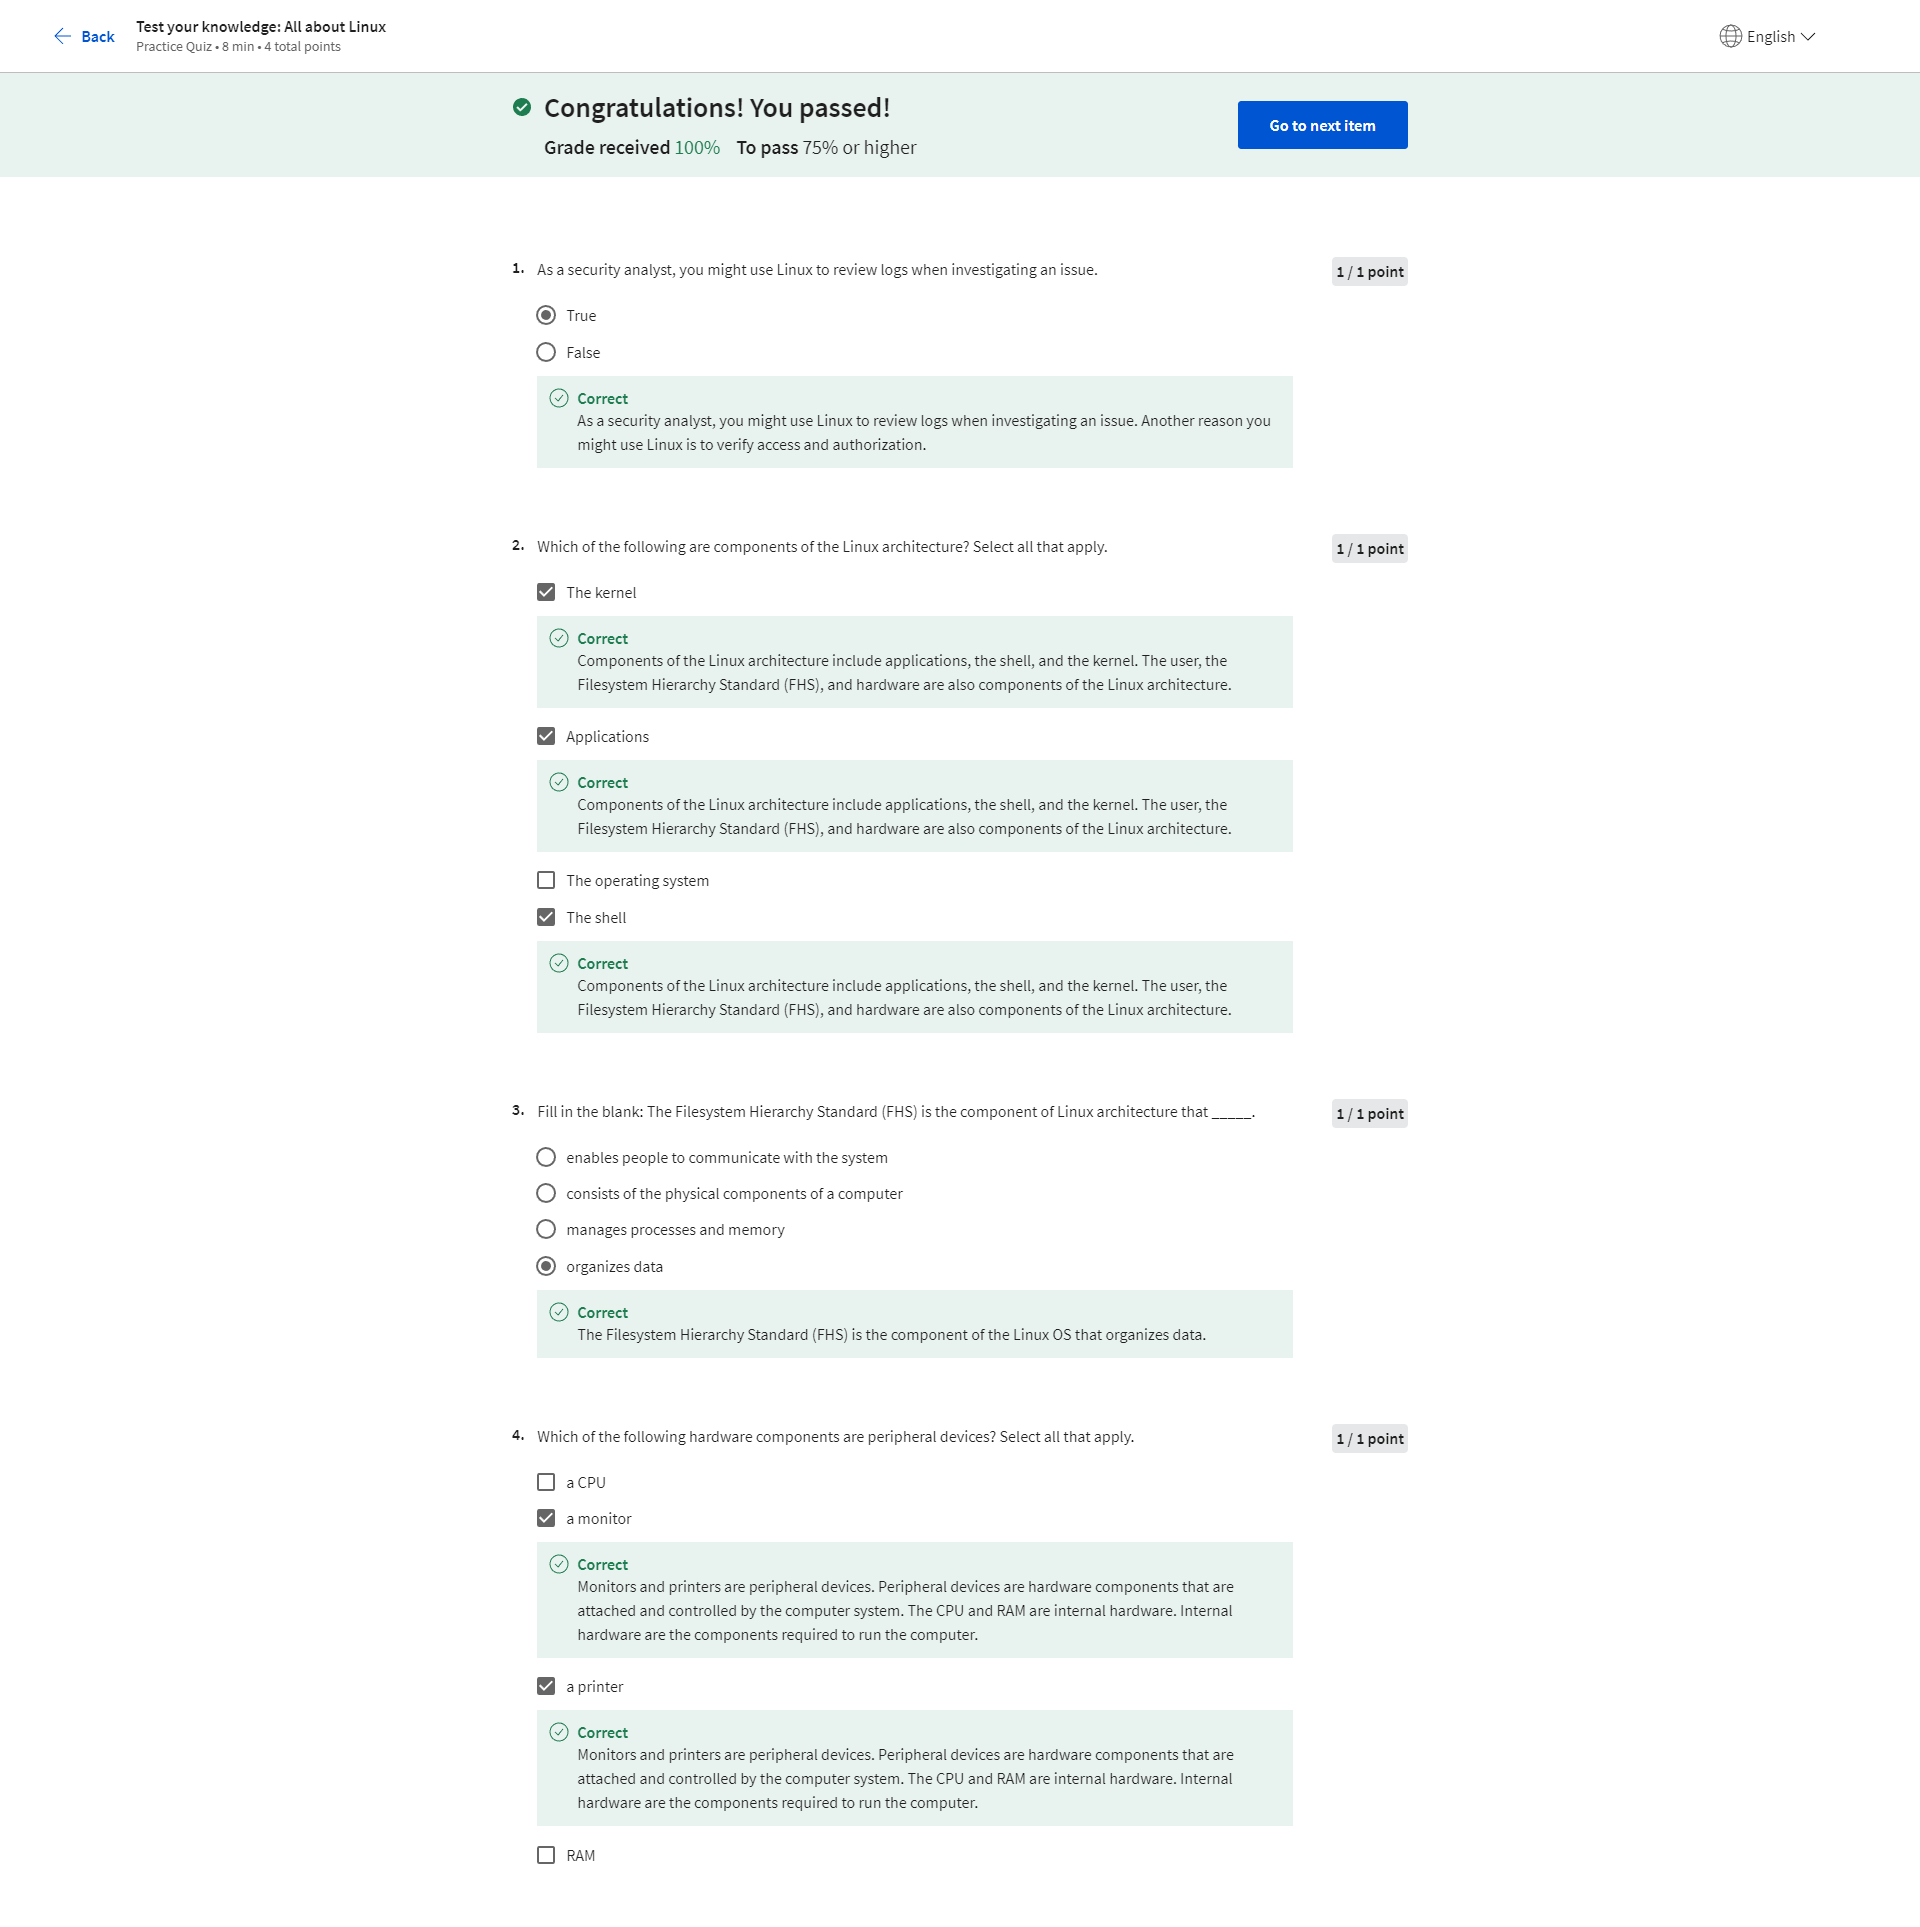 Back
Test your knowledge: All about Linux
Practice Quiz • 8 min • 4 total points
English
Congratulations! You passed!
Grade received 100% To pass 75% or higher
Go to next item
1. As a security analyst, you might use Linux to review logs when investigating an issue.
1 / 1 point
True
False
Correct
As a security analyst, you might use Linux to review logs when investigating an issue. Another reason you
might use Linux is to verify access and authorization.
2. Which of the following are components of the Linux architecture? Select all that apply.
1 / 1 point
The kernel
Correct
Components of the Linux architecture include applications, the shell, and the kernel. The user, the
Filesystem Hierarchy Standard (FHS), and hardware are also components of the Linux architecture.
Applications
Correct
Components of the Linux architecture include applications, the shell, and the kernel. The user, the
Filesystem Hierarchy Standard (FHS), and hardware are also components of the Linux architecture.
The operating system
The shell
Correct
Components of the Linux architecture include applications, the shell, and the kernel. The user, the
Filesystem Hierarchy Standard (FHS), and hardware are also components of the Linux architecture.
3. Fill in the blank: The Filesystem Hierarchy Standard (FHS) is the component of Linux architecture that _____.
1 / 1 point
enables people to communicate with the system
consists of the physical components of a computer
manages processes and memory
organizes data
Correct
The Filesystem Hierarchy Standard (FHS) is the component of the Linux OS that organizes data.
4. Which of the following hardware components are peripheral devices? Select all that apply.
1 / 1 point
a CPU
a monitor
Correct
Monitors and printers are peripheral devices. Peripheral devices are hardware components that are
attached and controlled by the computer system. The CPU and RAM are internal hardware. Internal
hardware are the components required to run the computer.
a printer
Correct
Monitors and printers are peripheral devices. Peripheral devices are hardware components that are
attached and controlled by the computer system. The CPU and RAM are internal hardware. Internal
hardware are the components required to run the computer.
RAM